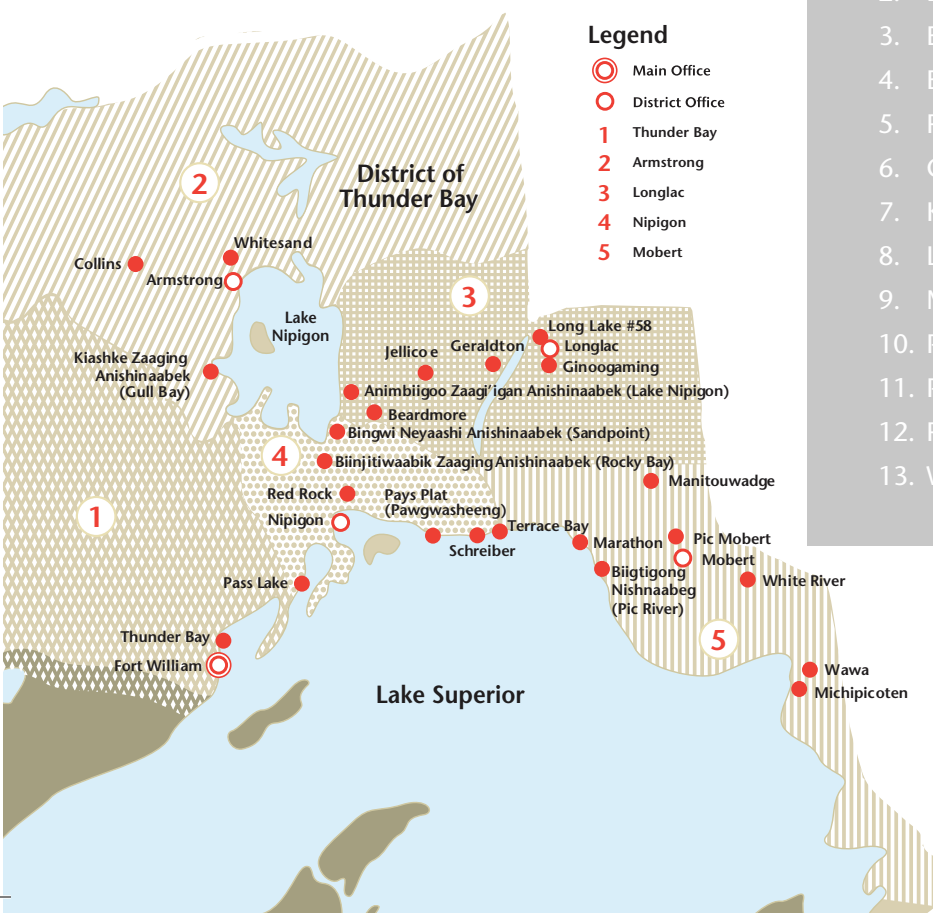 Legend
Main Office
District Office
1 Thunder Bay
2 Armstrong
3 Longlac
4 Nipigon
5 Mobert
3.
4.
5.
6.
7.
8.
9.
10.
11.
12.
13.
District of
Thunder Bay
2
Whitesand
Collins
Armstrong
3
Lake
Nipigon
Long Lake #58
Geraldton
Longlac
Jellicoe
Kiashke Zaaging
Anishinaabek
(Gull Bay)
Ginoogaming
Animbiigoo Zaagi'igan Anishinaabek (Lake Nipigon)
Beardmore
Bingwi Neyaashi Anishinaabek (Sandpoint)
4
Biinjitiwaabik Zaaging Anishinaabek (Rocky Bay)
Manitouwadge
Red Rock
Pays Plat
(Pawgwasheeng)
1
Nipigon
Terrace Bay
Schreiber
Marathon
Pic Mobert
Mobert
Biigtigong
Nishnaabeg
(Pic River)
White River
Pass Lake
Thunder Bay
5
Fort William
Wawa
Lake Superior
Michipicoten